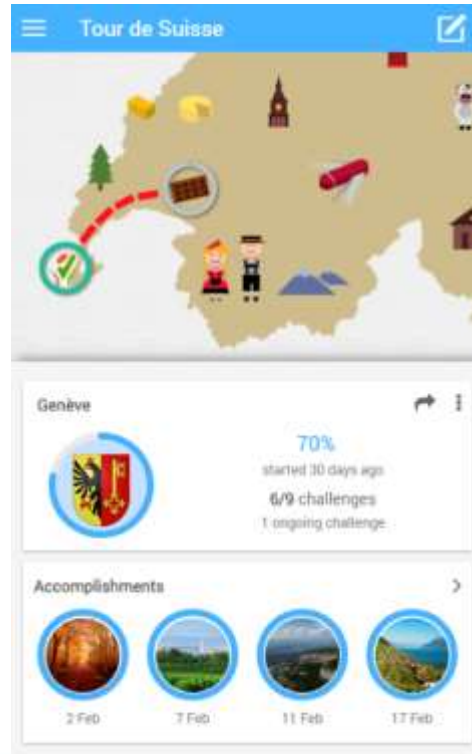 Tour de Suisse
Genève
70%
started 30 days ago
6/9 challenges
1 ongoing challenge
Accomplishments
2 Feb
7 Feb
11 Feb
17 Feb